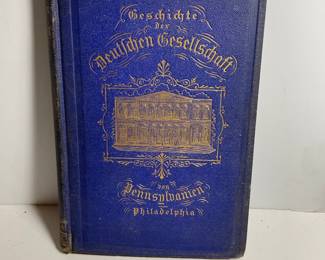 Geschichte
der
Deutschen Gesellschaft
von
Pennsylvanien
Philadelphia